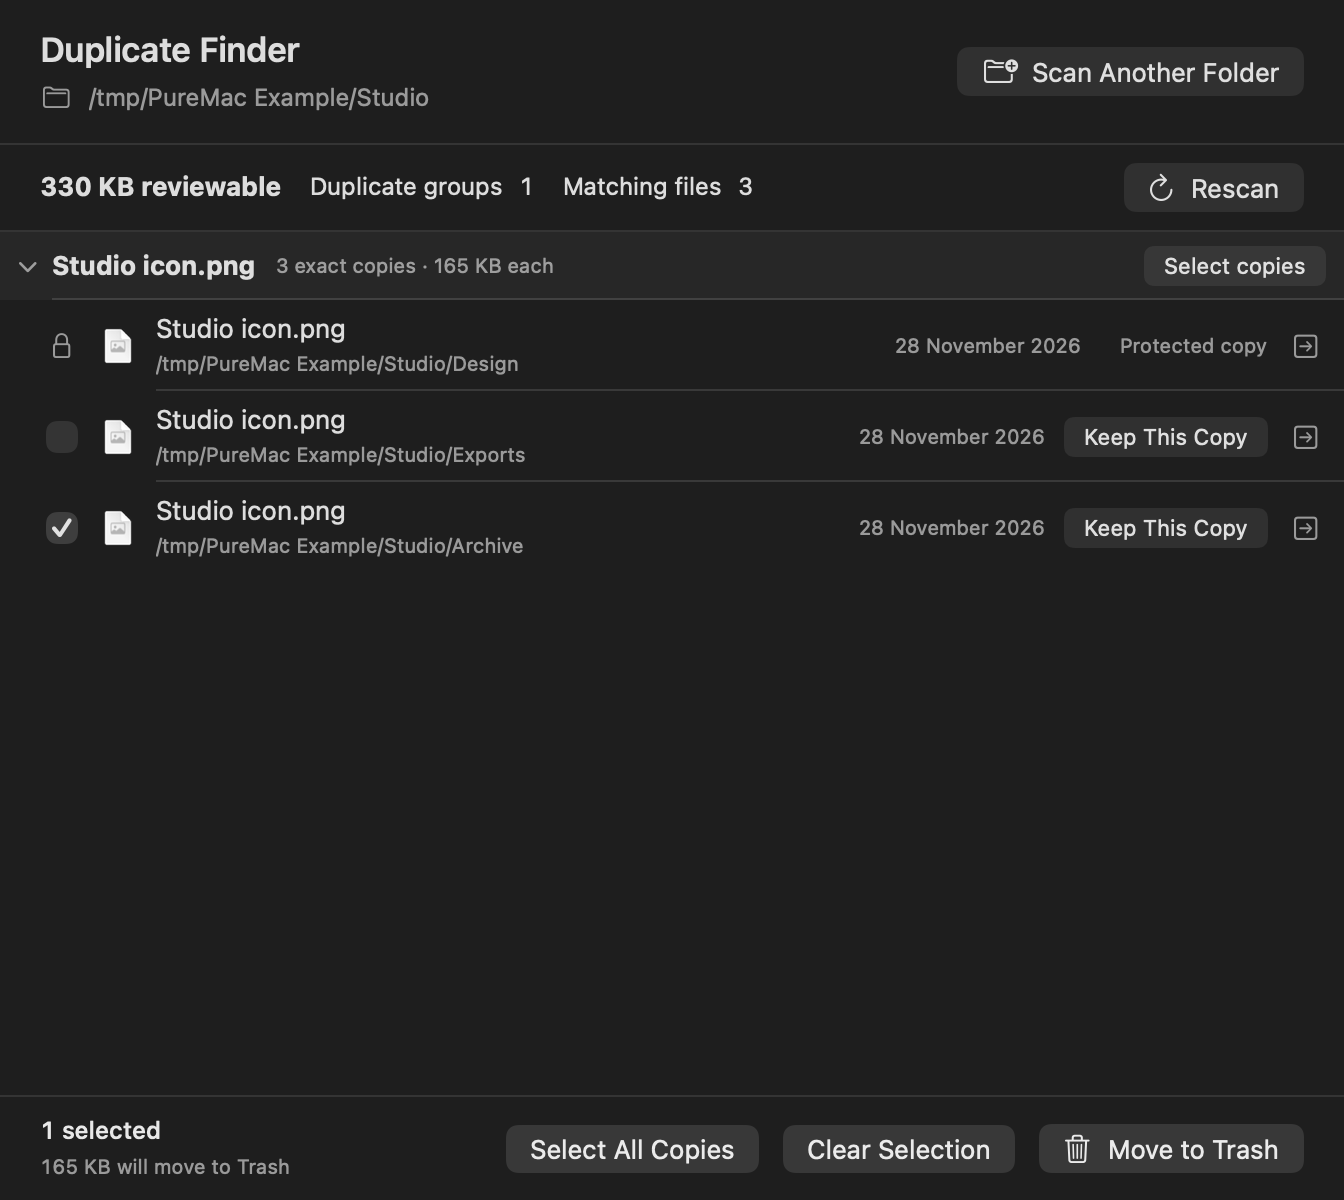 Duplicate Finder
/tmp/PureMac Example/Studio
Scan Another Folder
330 KB reviewable Duplicate groups 1 Matching files 3
Rescan
Studio icon.png 3 exact copies · 165 KB each
Select copies
Studio icon.png
/tmp/PureMac Example/Studio/Design
28 November 2026 Protected copy
Studio icon.png
/tmp/PureMac Example/Studio/Exports
28 November 2026 Keep This Copy
Studio icon.png
/tmp/PureMac Example/Studio/Archive
28 November 2026 Keep This Copy
1 selected
165 KB will move to Trash
Select All Copies Clear Selection Move to Trash